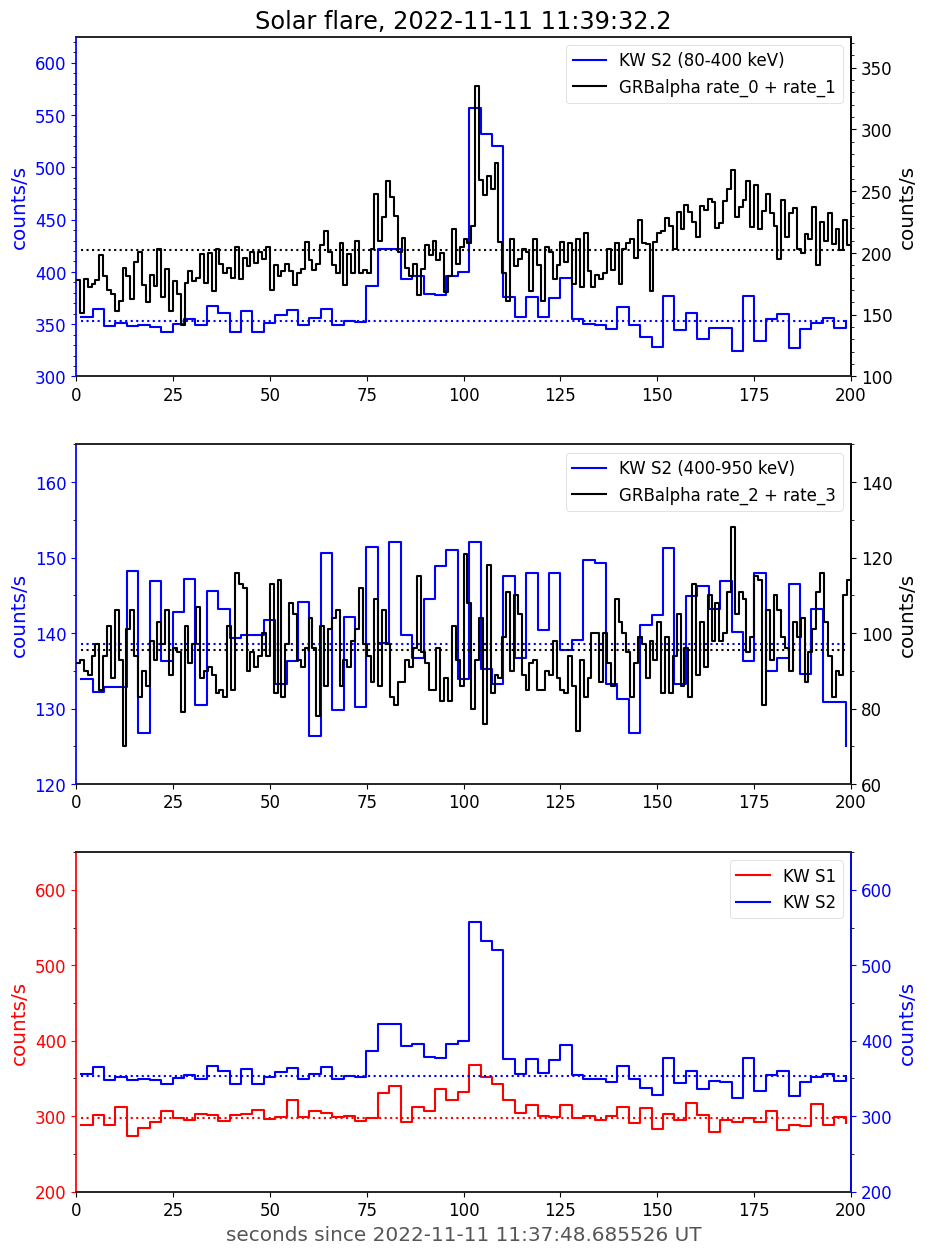 Solar flare, 2022-11-11 11:39:32.2
KW S2 (80-400 keV)
GRBalpha rate_0 + rate_1
counts/s
counts/s
600
550
500
450
400
350
300
350
300
250
200
150
100
0 25 50 75 100 125 150 175 200
KW S2 (400-950 keV)
GRBalpha rate_2 + rate_3
counts/s
counts/s
160
150
140
130
120
140
120
100
80
60
0 25 50 75 100 125 150 175 200
KW S1
KW S2
counts/s
counts/s
600
500
400
300
200
600
500
400
300
200
0 25 50 75 100 125 150 175 200
seconds since 2022-11-11 11:37:48.685526 UT